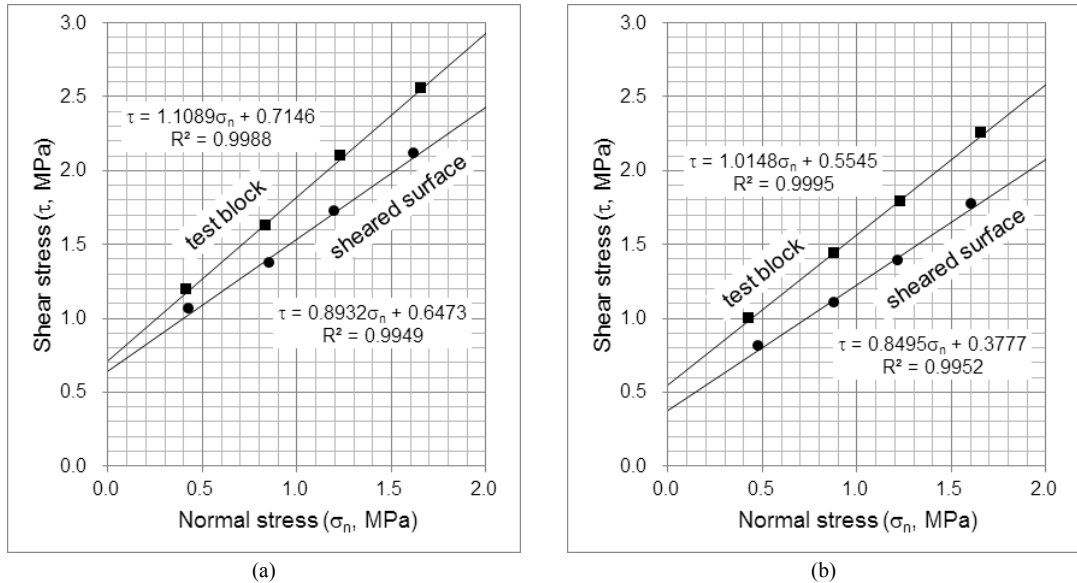 3.0
2.5
2.0
1.5
1.0
0.5
0.0
Shear stress (τ, MPa)
τ = 1.1089σn + 0.7146
R² = 0.9988
test block
sheared surface
τ = 0.8932σn + 0.6473
R² = 0.9949
0.0 0.5 1.0 1.5 2.0
Normal stress (σn, MPa)
(a)
3.0
2.5
2.0
1.5
1.0
0.5
0.0
Shear stress (τ, MPa)
τ = 1.0148σn + 0.5545
R² = 0.9995
test block
sheared surface
τ = 0.8495σn + 0.3777
R² = 0.9952
0.0 0.5 1.0 1.5 2.0
Normal stress (σn, MPa)
(b)